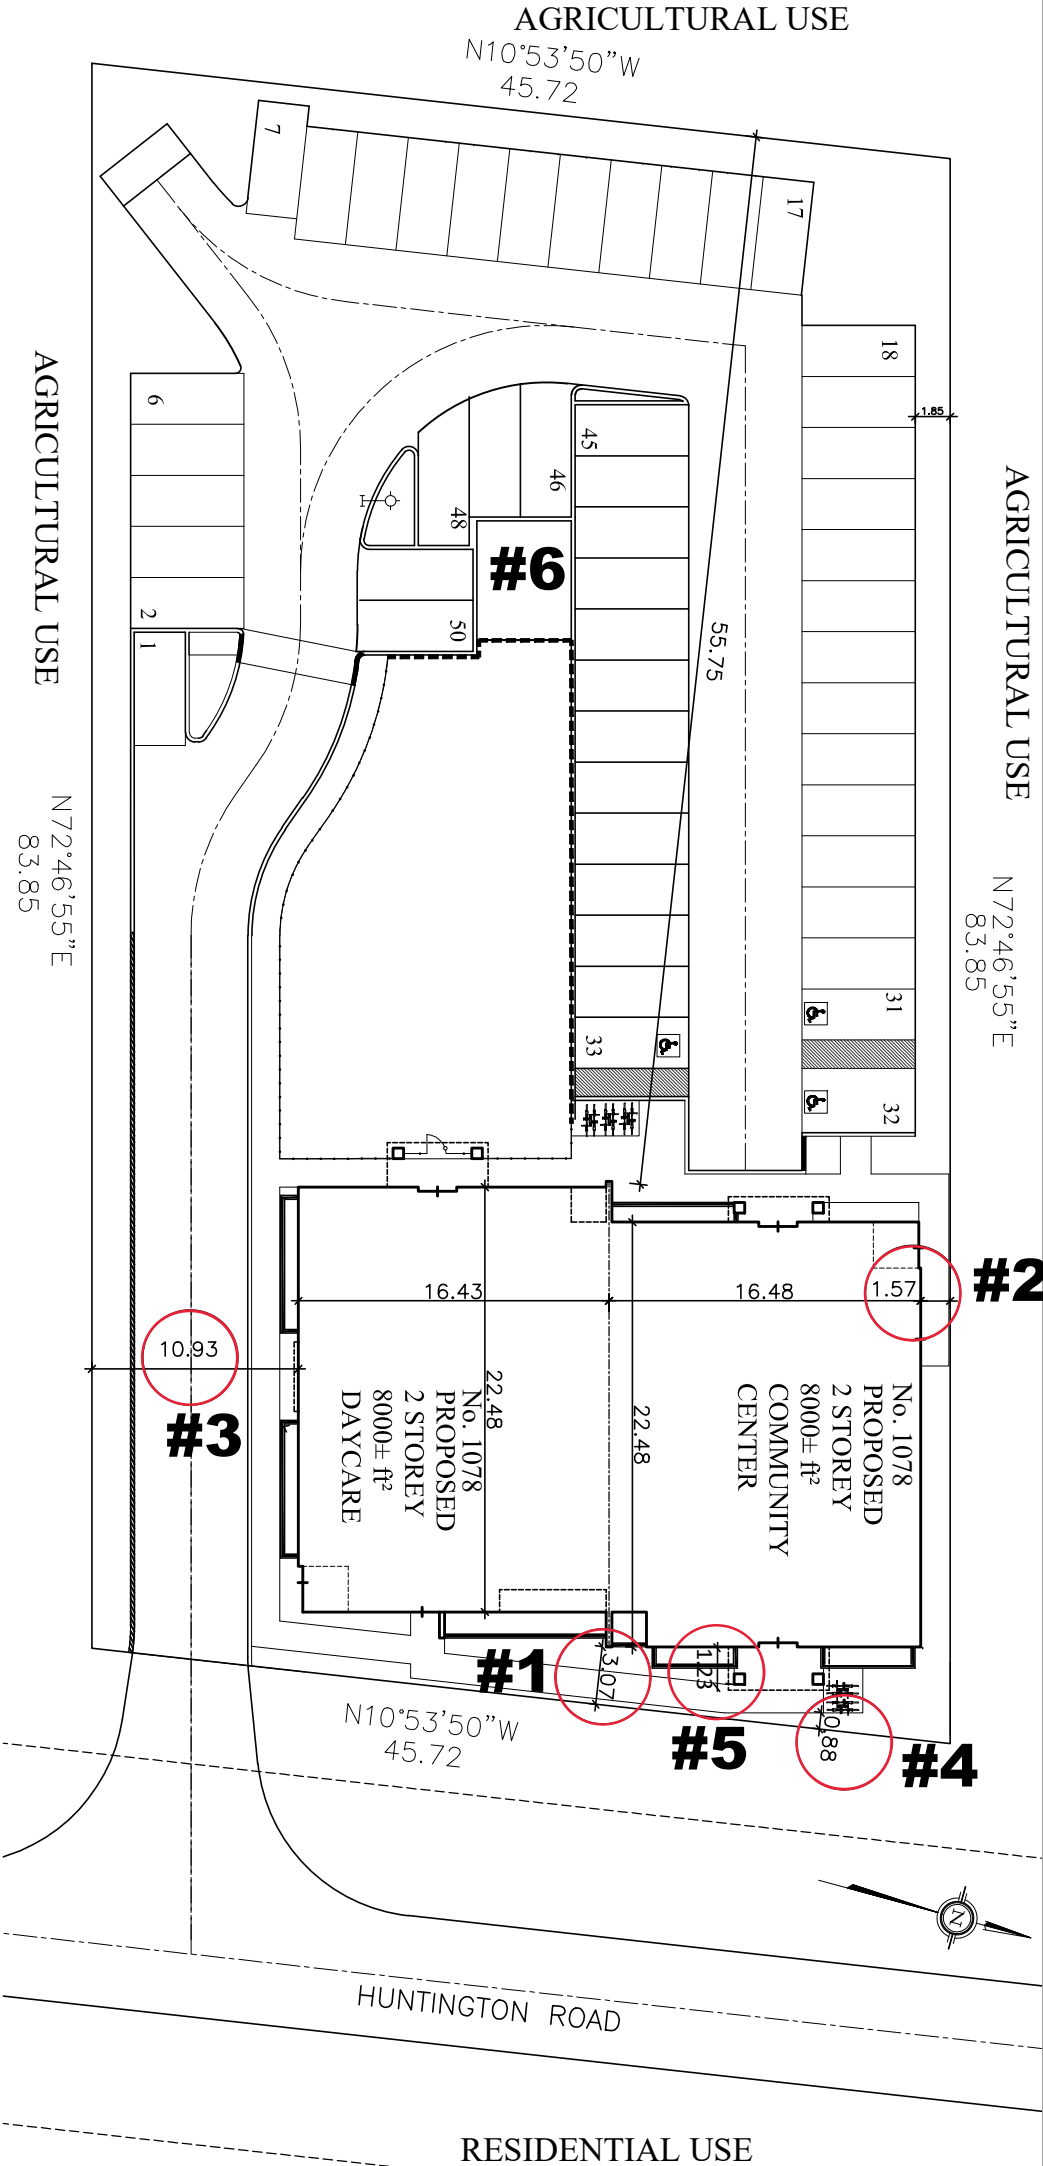 AGRICULTURAL USE
N10°53'50"W
45.72
7
17
18
1.85
6
AGRICULTURAL USE
AGRICULTURAL USE
45
46
48
#6
50
2
1
55.75
N72°46'55"E
83.85
N72°46'55"E
83.85
31
33
32
#2
1.57
16.43
16.48
10.93
#3
22.48
22.48
No. 1078
PROPOSED
2 STOREY
8000± ft²
DAYCARE
No. 1078
PROPOSED
2 STOREY
8000± ft²
COMMUNITY
CENTER
#1
3.07
1.23
#5
0.88
#4
N10°53'50"W
45.72
N
HUNTINGTON ROAD
RESIDENTIAL USE